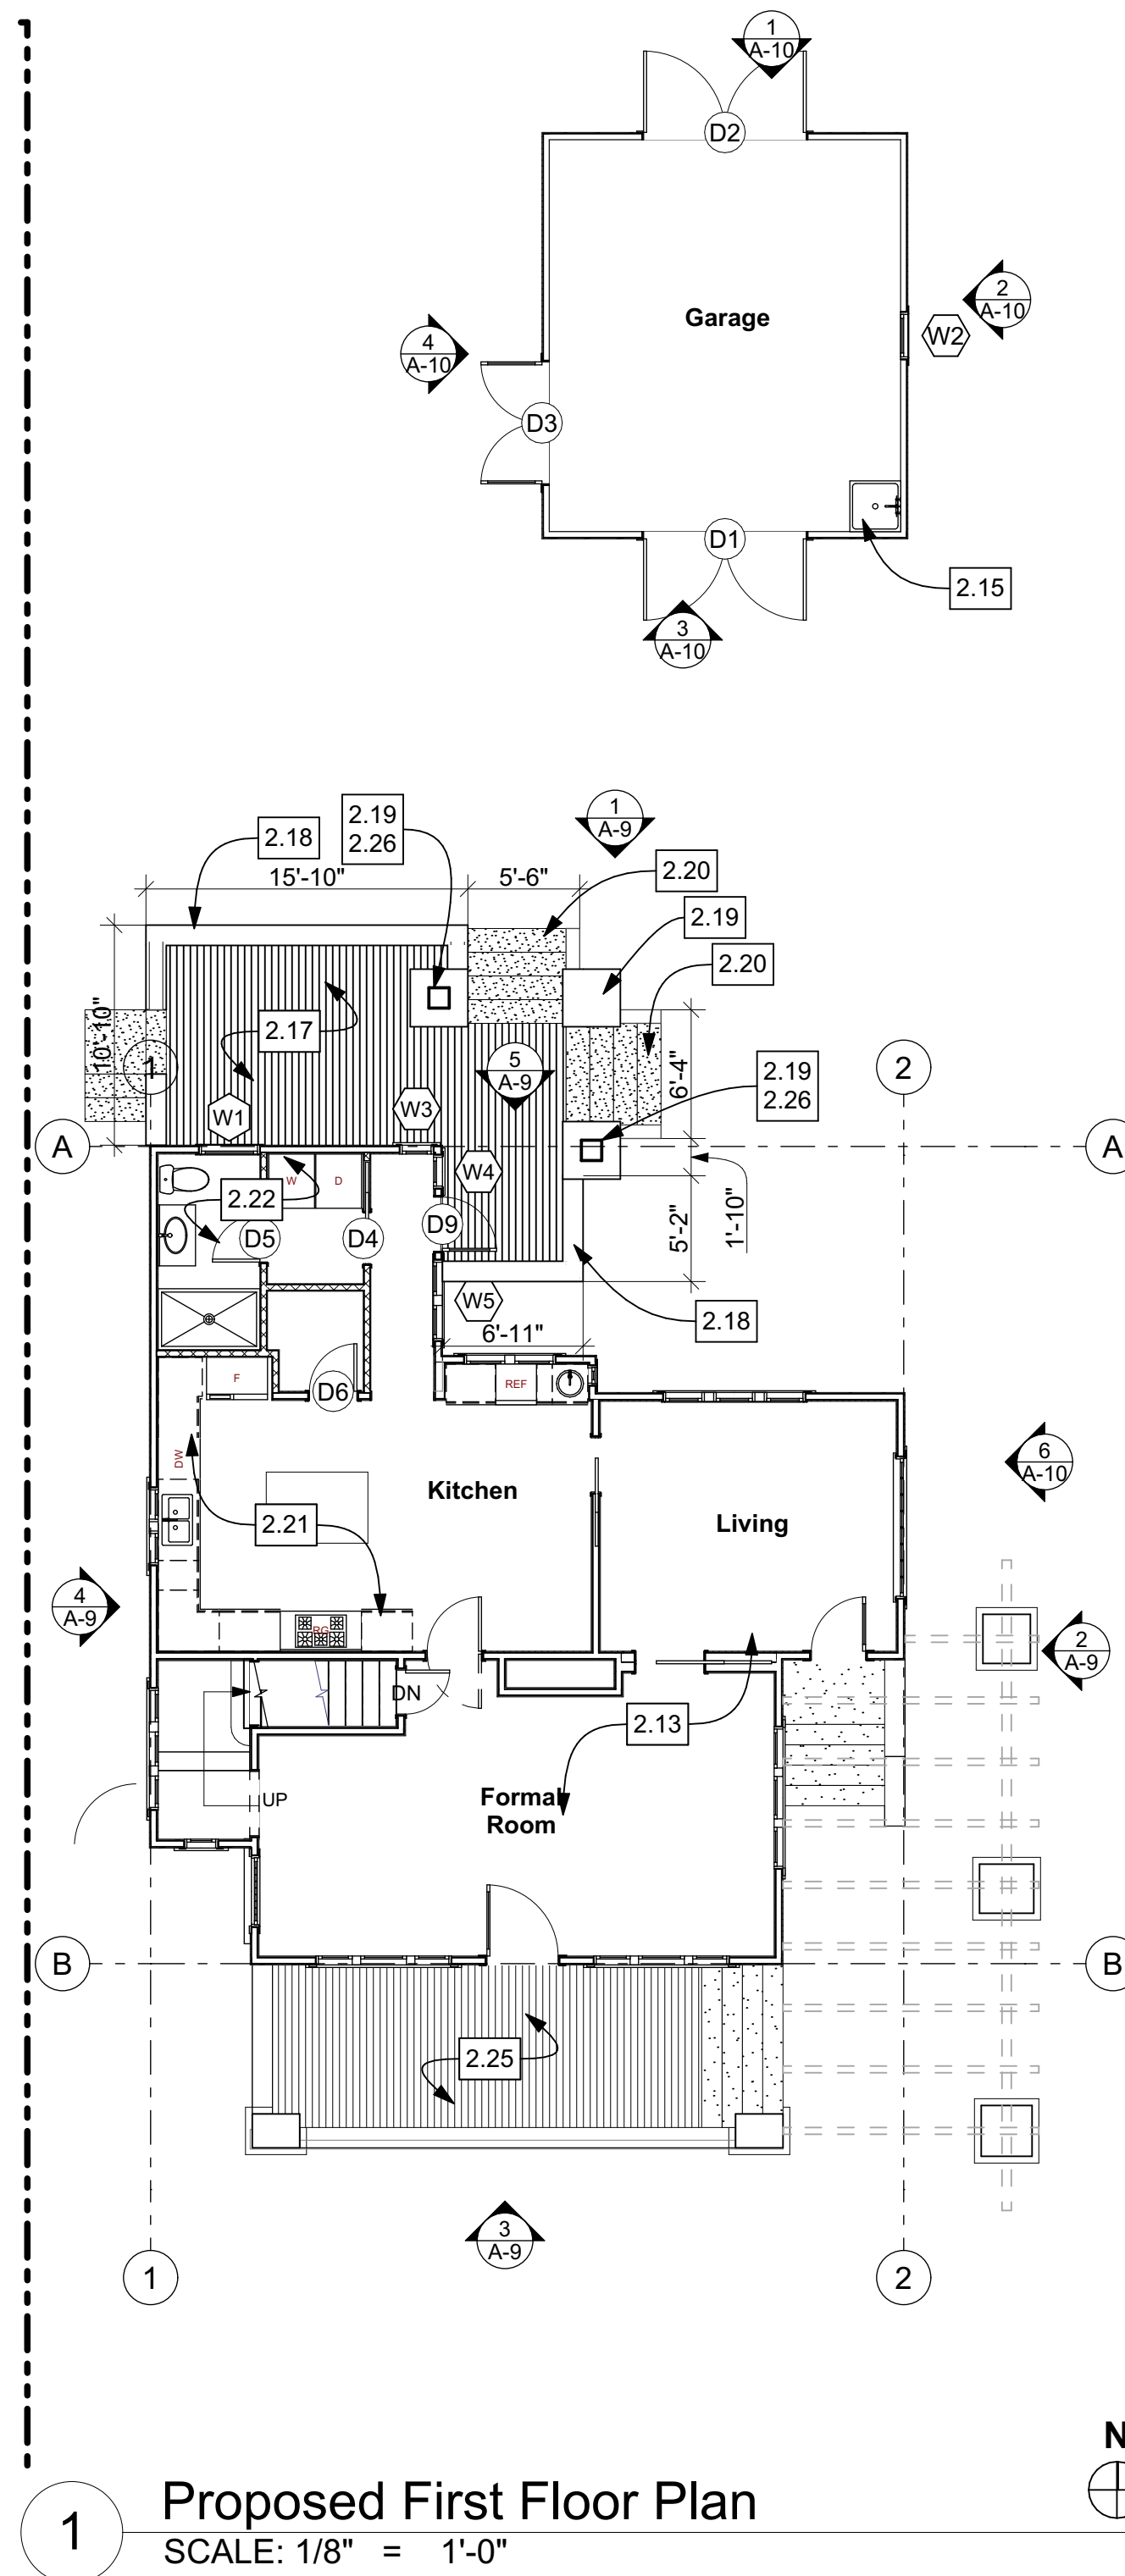 1
A-10
D2
2
A-10
W2
Garage
4
A-10
D3
D1
2.15
3
A-10
1
A-9
2.19
2.26
2.18
15'-10"
5'-6"
2.20
2.19
2.20
2.17
10'-10"
1
5
A-9
6'-4"
2.19
2.26
2
W1
W3
A
A
W4
W
D
2.22
D5
D4
D9
5'-2"
1'-10"
W5
2.18
6'-11"
F
D6
REF
DW
Kitchen
6
A-10
2.21
Living
4
A-9
RG
2
A-9
DN
2.13
UP
Formal
Room
B
B
2.25
3
A-9
1
2
N
1
Proposed First Floor Plan
SCALE: 1/8" = 1'-0"